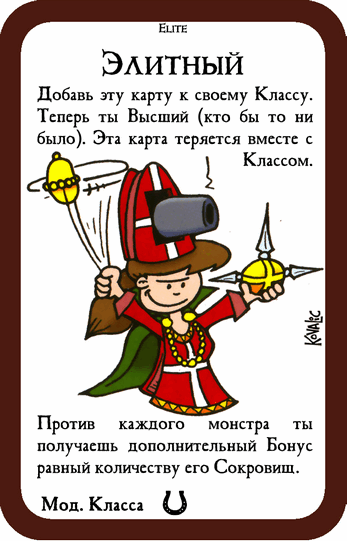 Elite
Элитный
Добавь эту карту к своему Классу.
Теперь ты Высший (кто бы то ни
было). Эта карта теряется вместе с
Классом.
Kovalic
Против каждого монстра ты
получаешь дополнительный Бонус
равный количеству его Сокровищ.
Мод. Класса